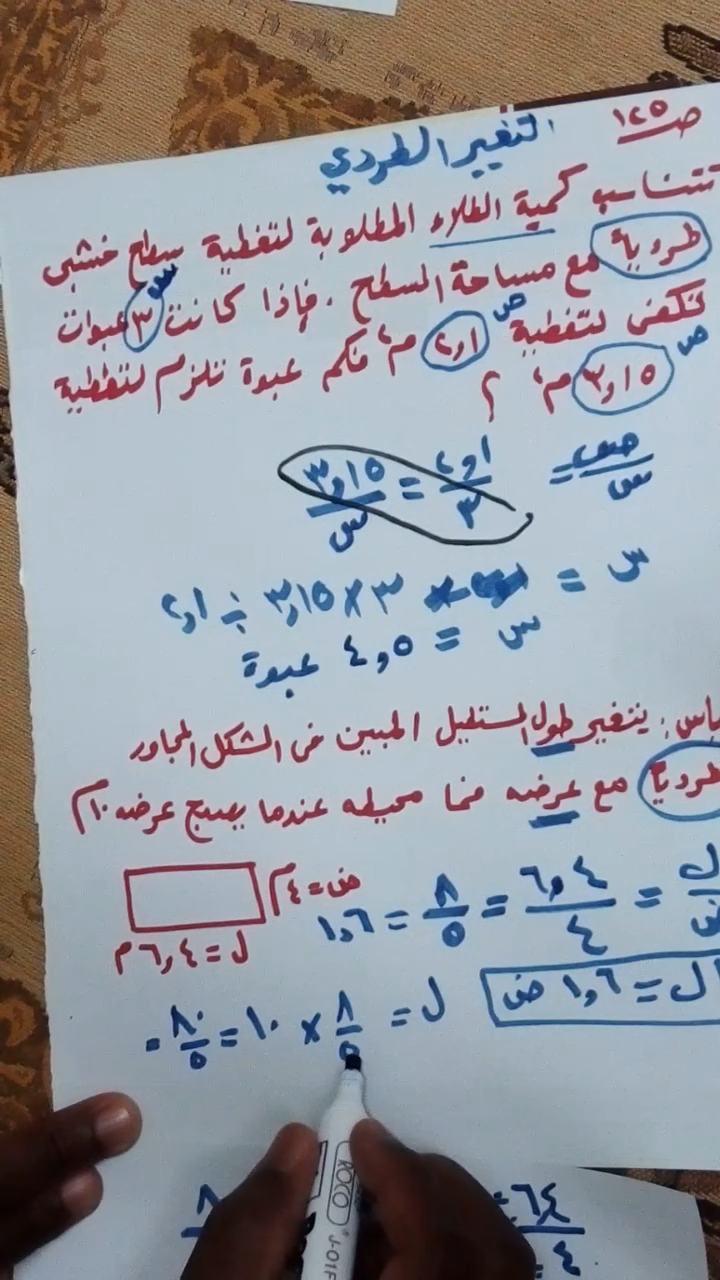 ص ١٢٥
التغير الطردي
تتناسب كمية الطلاء المطلوبة لتغطية سطح خشبي
طردياً مع مساحة السطح . فإذا كانت ٣ عبوات س
تكفي لتغطية ٢,١ م٢ فكم عبوة تلزم لتغطية ص
٣,١٥ م٢ ؟ ص
ص/س = ٢,١/٣ = ٣,١٥/س
س = ٣ × ٣,١٥ ÷ ٢,١
س = ٤,٥ عبوة
يتغير طول المستطيل المبين في الشكل المجاور
طردياً مع عرضه فما محيطه عندما يصبح عرضه ١٠ م
ض = ٤ م
ل = ٦,٤ م
ل/ض = ٦,٤/٤ = ٨/٥ = ١,٦
ل = ١,٦ ض
ل = ٨/٥ × ١٠ = ٨٠/٥ =
ROCO